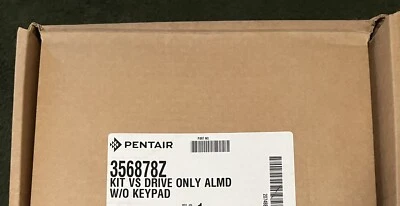 PENTAIR
356878Z
KIT VS DRIVE ONLY ALMD
W/O KEYPAD